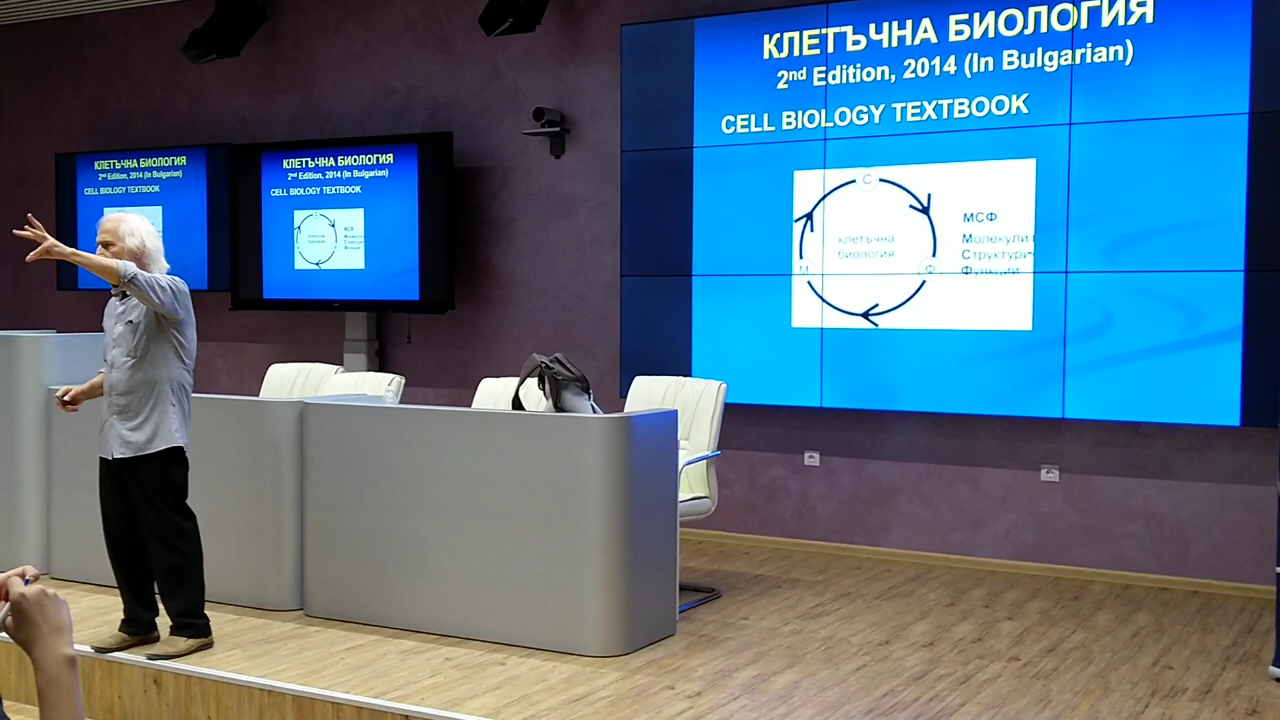 КЛЕТЪЧНА БИОЛОГИЯ
2nd Edition, 2014 (In Bulgarian)
CELL BIOLOGY TEXTBOOK
С
МСФ
клетъчна
биология
Молекули
Структури
М
Ф
Функции
КЛЕТЪЧНА БИОЛОГИЯ
2nd Edition, 2014 (In Bulgarian)
CELL BIOLOGY TEXTBOOK
КЛЕТЪЧНА БИОЛОГИЯ
2nd Edition, 2014 (In Bulgarian)
CELL BIOLOGY TEXTBOOK
МСФ